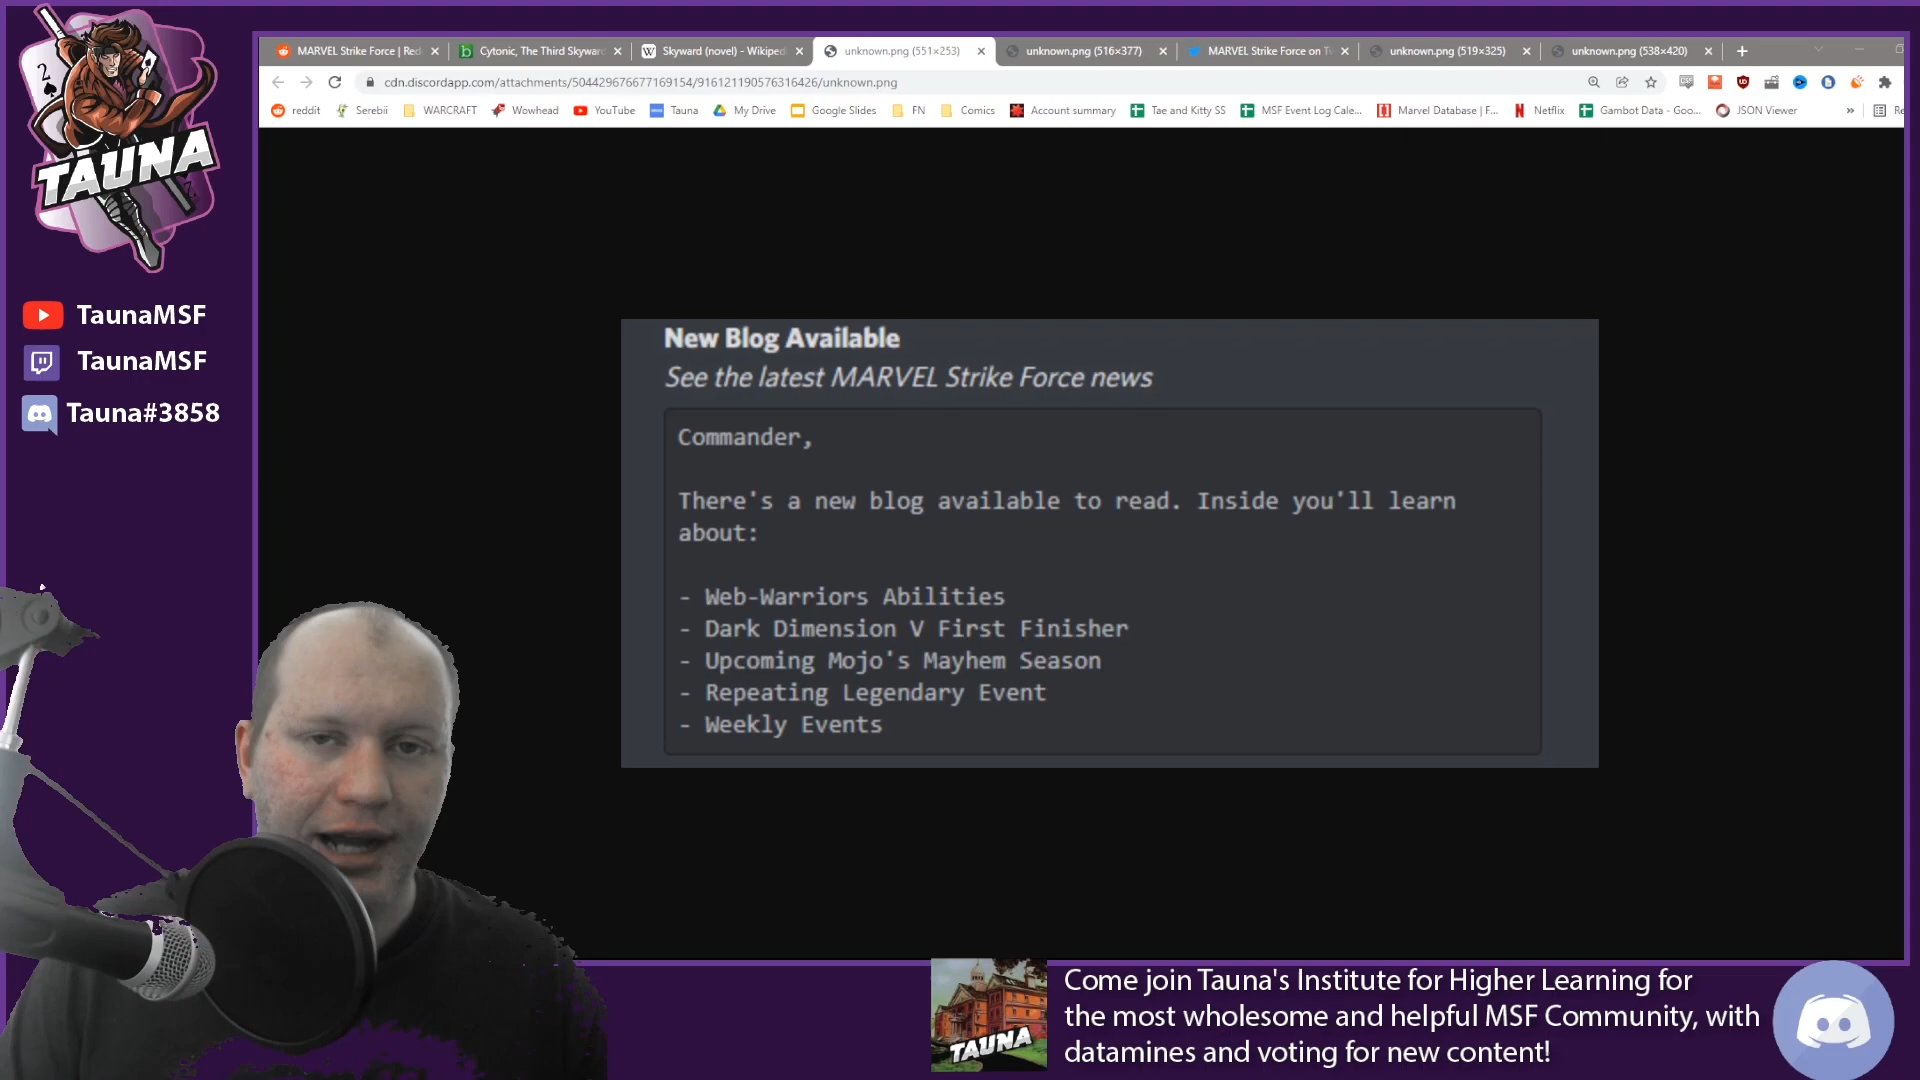 MARVEL Strike Force | Red
Cytonic, The Third Skyward
Skyward (novel) - Wikiped
unknown.png (551×253)
unknown.png (516×377)
MARVEL Strike Force on T
unknown.png (519×325)
unknown.png (538×420)
cdn.discordapp.com/attachments/504429676677169154/916121190576316426/unknown.png
reddit
Serebii
WARCRAFT
Wowhead
YouTube
Tauna
My Drive
Google Slides
FN
Comics
Account summary
Tae and Kitty SS
MSF Event Log Cale...
Marvel Database | F...
Netflix
Gambot Data - Goo...
JSON Viewer
»
Re
2
TAUNA
TaunaMSF
TaunaMSF
Tauna#3858
New Blog Available
See the latest MARVEL Strike Force news
Commander,
There's a new blog available to read. Inside you'll learn
about:
- Web-Warriors Abilities
- Dark Dimension V First Finisher
- Upcoming Mojo's Mayhem Season
- Repeating Legendary Event
- Weekly Events
TAUNA
Come join Tauna's Institute for Higher Learning for
the most wholesome and helpful MSF Community, with
datamines and voting for new content!